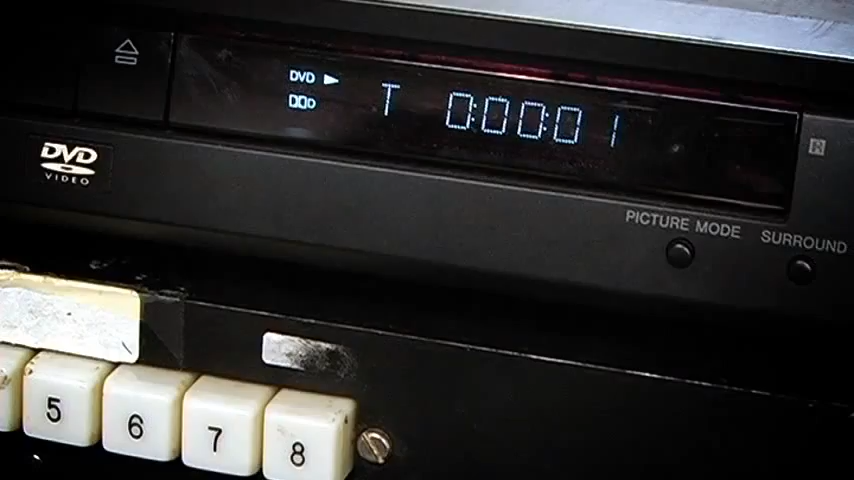 DVD
T 0:00:01
DVD
VIDEO
PICTURE MODE
SURROUND
5 6 7 8